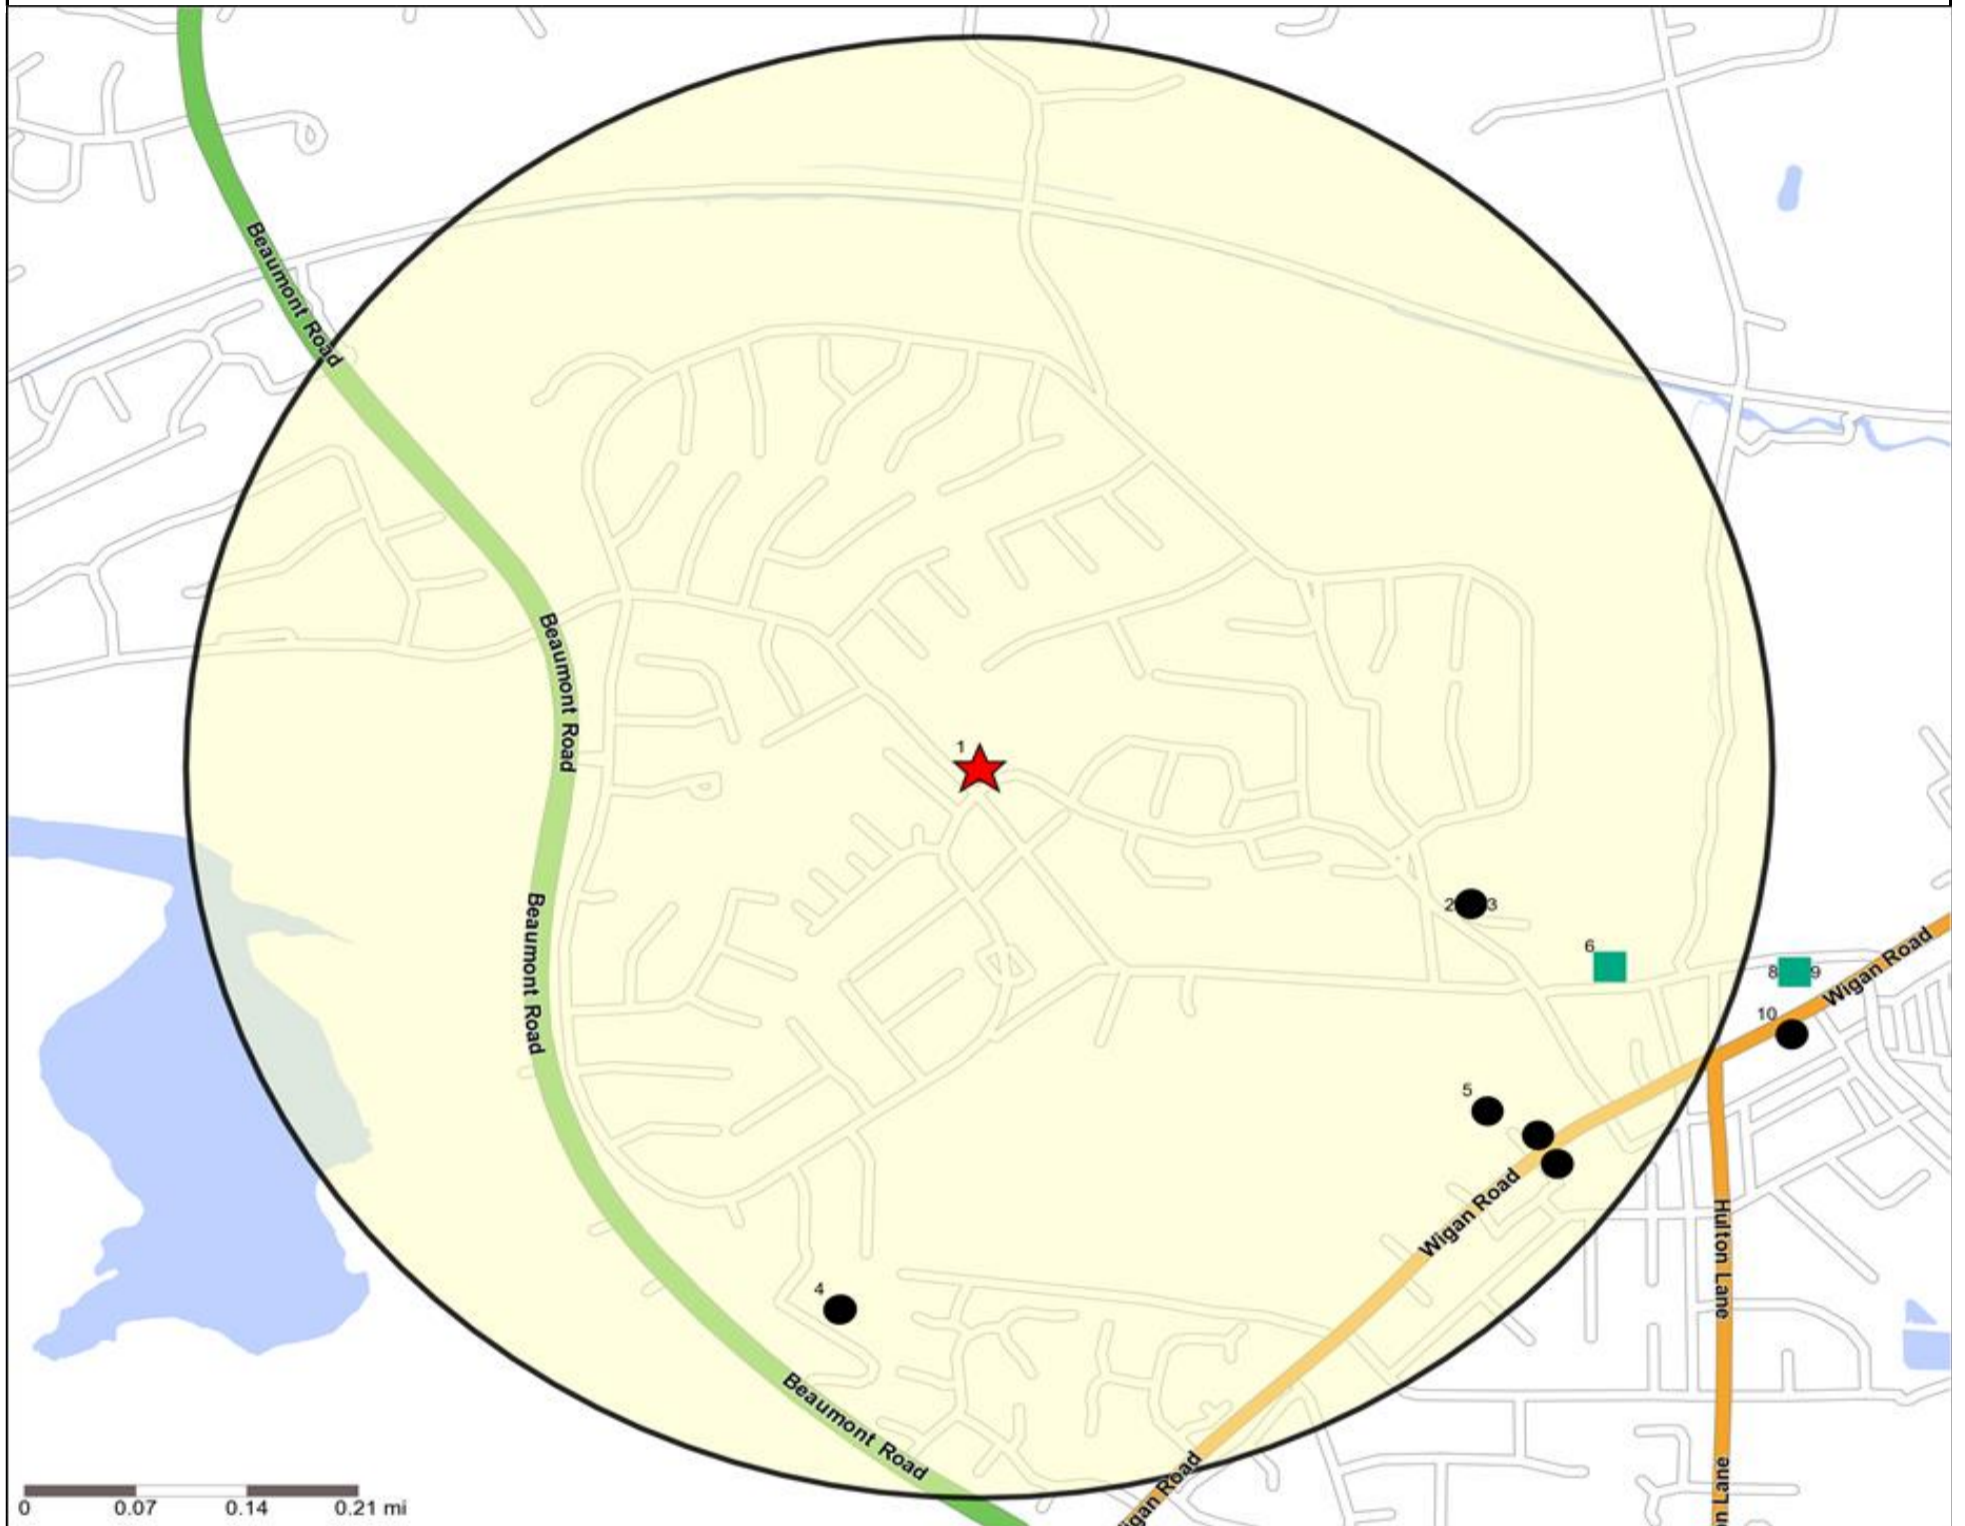 Beaumont Road
Beaumont Road
1
2
3
6
8
9
Wigan Road
Beaumont Road
10
5
Wigan Road
Hulton Lane
4
Beaumont Road
igan Road
n Lane
0 0.07 0.14 0.21 mi